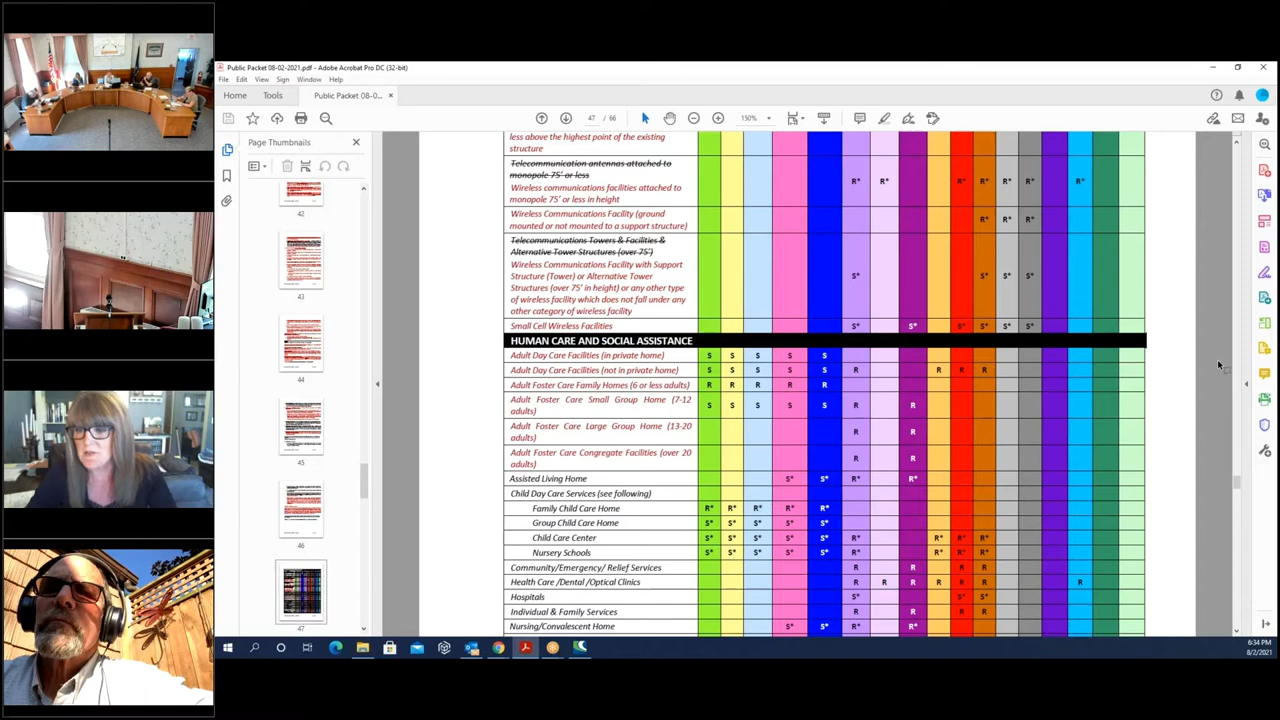 Public Packet 08-02-2021.pdf - Adobe Acrobat Pro DC (32-bit)
File Edit View Sign Window Help
Home Tools Public Packet 08-0... ×
47 / 66 150%
Page Thumbnails ×
42
43
44
45
46
47
less above the highest point of the existing
structure
Telecommunication antennas attached to
monopole 75' or less
Wireless communications facilities attached to
monopole 75' or less in height
R* R* R* R* R* R* R*
Wireless Communications Facility (ground
mounted or not mounted to a support structure)
R* R* R*
Telecommunications Towers & Facilities &
Alternative Tower Structures (over 75')
Wireless Communications Facility with Support
Structure (Tower) or Alternative Tower
Structures (over 75' in height) or any other type
of wireless facility which does not fall under any
other category of wireless facility
S* S* S* S*
Small Cell Wireless Facilities S* S* S* S* S*
HUMAN CARE AND SOCIAL ASSISTANCE
Adult Day Care Facilities (in private home) S S S S S
Adult Day Care Facilities (not in private home) S S S S S R R R R
Adult Foster Care Family Homes (6 or less adults) R R R R R
Adult Foster Care Small Group Home (7-12
adults)
S S S S R
Adult Foster Care Large Group Home (13-20
adults)
R
Adult Foster Care Congregate Facilities (over 20
adults)
R R
Assisted Living Home S* S* R* R*
Child Day Care Services (see following)
Family Child Care Home R* R* R* R* R*
Group Child Care Home S* S* S* S* S*
Child Care Center S* S* S* S* S* R* R* R* R*
Nursery Schools S* S* S* S* S* R* R* R* R*
Community/Emergency/ Relief Services R R R R
Health Care /Dental /Optical Clinics R R R R R R R
Hospitals S* S* S*
Individual & Family Services R R R R
Nursing/Convalescent Home S* S* R* R*
6:34 PM
8/2/2021